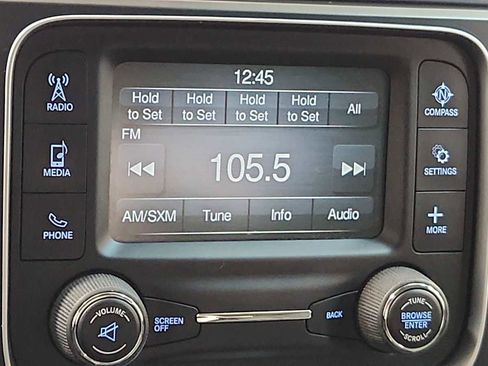 12:45
Hold to Set
Hold to Set
Hold to Set
Hold to Set
All
FM
105.5
AM/SXM
Tune
Info
Audio
RADIO
MEDIA
PHONE
COMPASS
SETTINGS
MORE
VOLUME
SCREEN OFF
BACK
TUNE
BROWSE/
ENTER
SCROLL